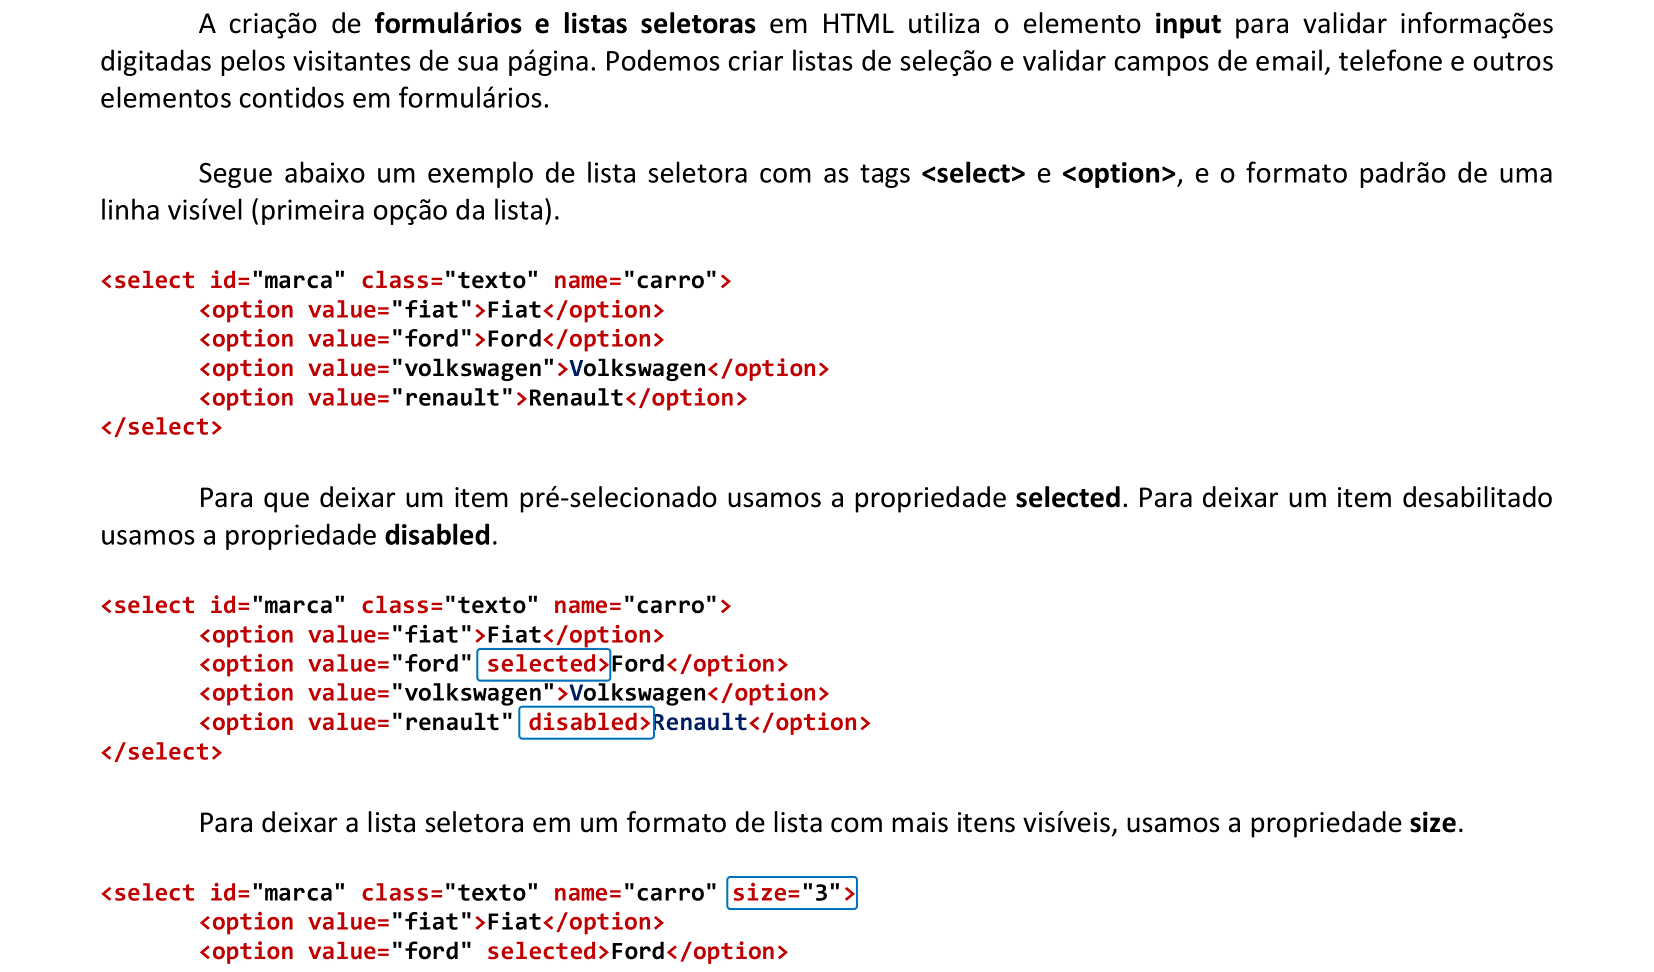 A criação de formulários e listas seletoras em HTML utiliza o elemento input para validar informações
digitadas pelos visitantes de sua página. Podemos criar listas de seleção e validar campos de email, telefone e outros
elementos contidos em formulários.
Segue abaixo um exemplo de lista seletora com as tags <select> e <option>, e o formato padrão de uma
linha visível (primeira opção da lista).
<select id="marca" class="texto" name="carro">
<option value="fiat">Fiat</option>
<option value="ford">Ford</option>
<option value="volkswagen">Volkswagen</option>
<option value="renault">Renault</option>
</select>
Para que deixar um item pré-selecionado usamos a propriedade selected. Para deixar um item desabilitado
usamos a propriedade disabled.
<select id="marca" class="texto" name="carro">
<option value="fiat">Fiat</option>
<option value="ford" selected>Ford</option>
<option value="volkswagen">Volkswagen</option>
<option value="renault" disabled>Renault</option>
</select>
Para deixar a lista seletora em um formato de lista com mais itens visíveis, usamos a propriedade size.
<select id="marca" class="texto" name="carro" size="3">
<option value="fiat">Fiat</option>
<option value="ford" selected>Ford</option>